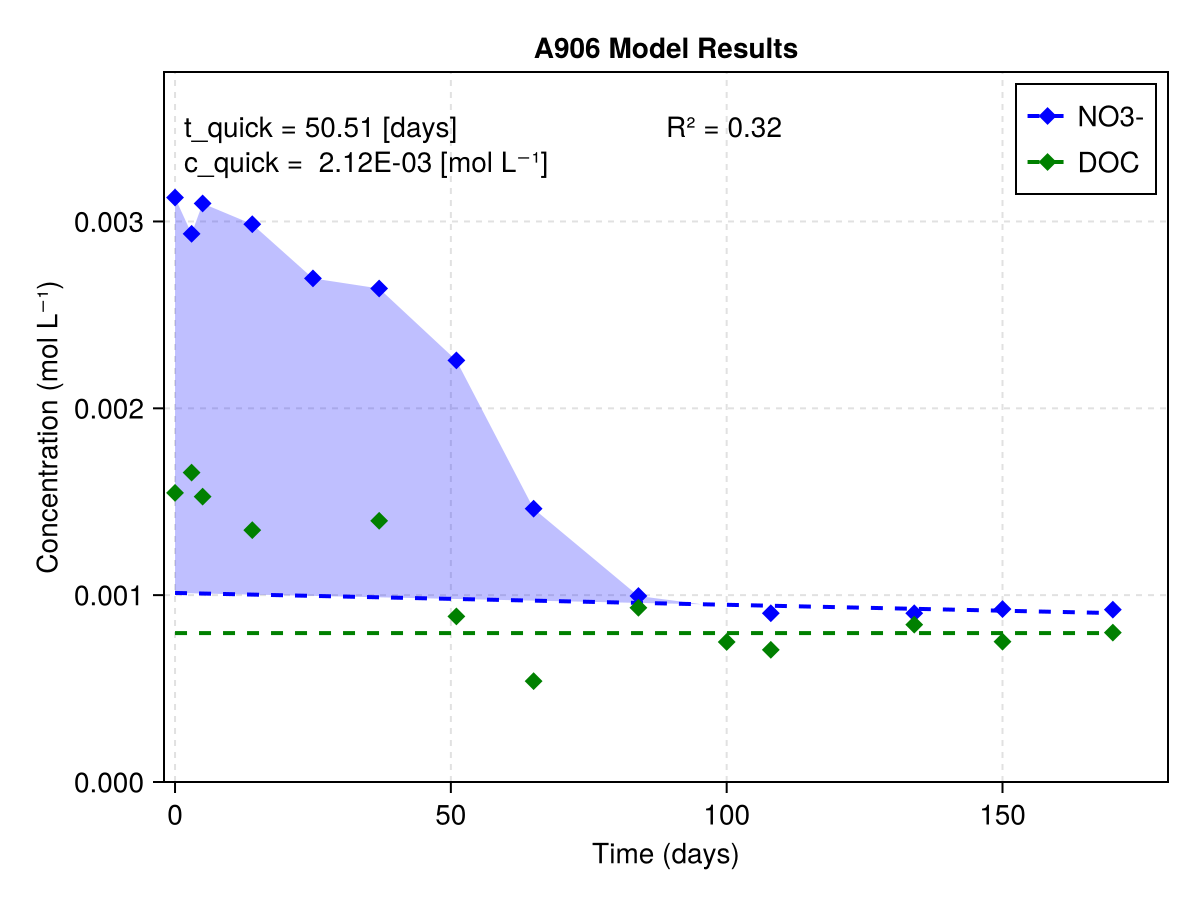 A906 Model Results
t_quick = 50.51 [days]
R² = 0.32
c_quick =  2.12E-03 [mol L⁻¹]
NO3-
DOC
Concentration (mol L⁻¹)
0.003
0.002
0.001
0.000
0
50
100
150
Time (days)